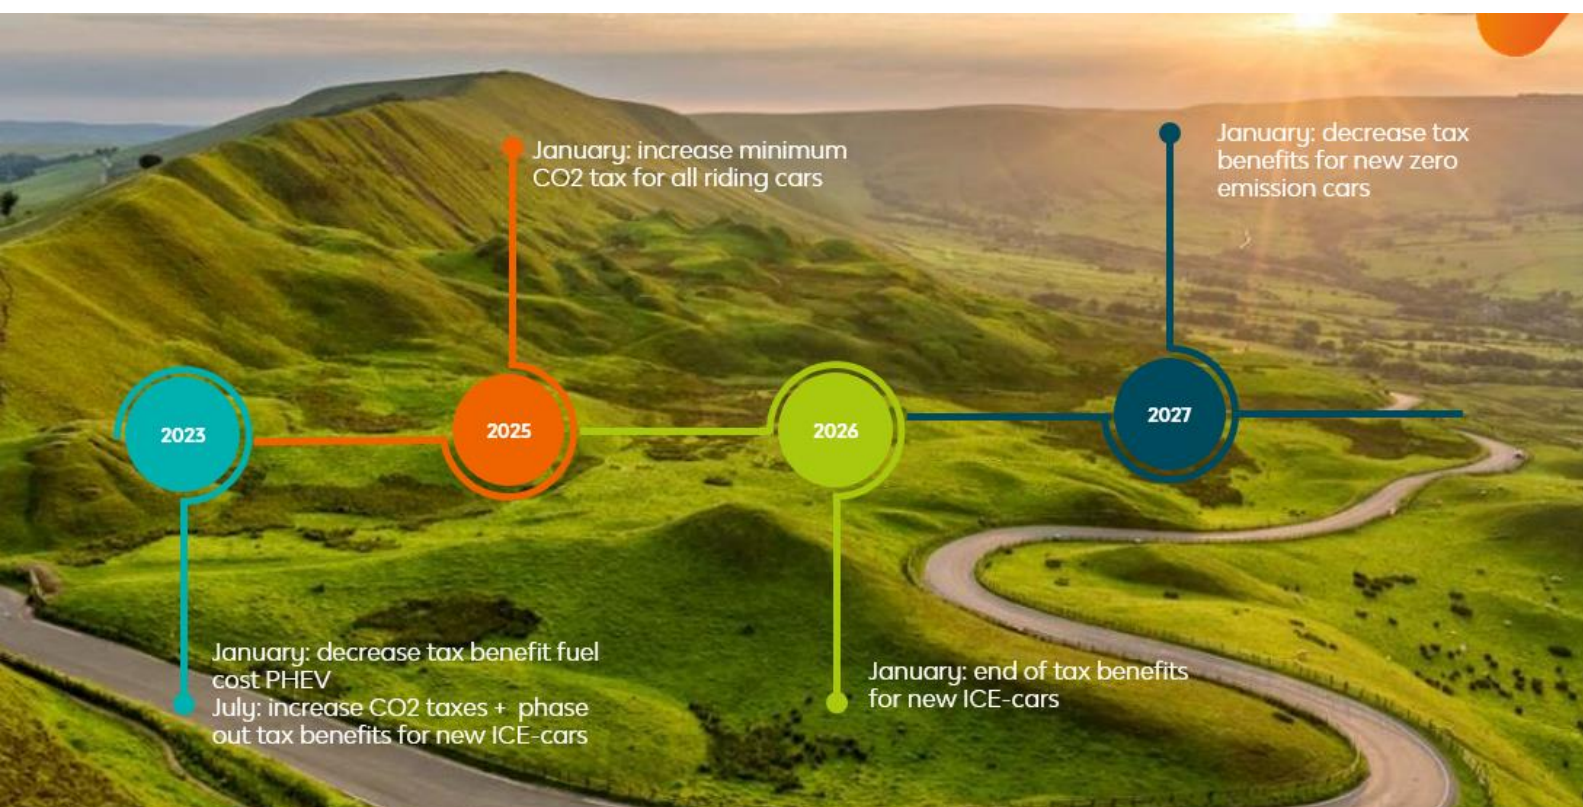 January: increase minimum
CO2 tax for all riding cars
January: decrease tax
benefits for new zero
emission cars
2023
2025
2026
2027
January: decrease tax benefit fuel
cost PHEV
July: increase CO2 taxes + phase
out tax benefits for new ICE-cars
January: end of tax benefits
for new ICE-cars